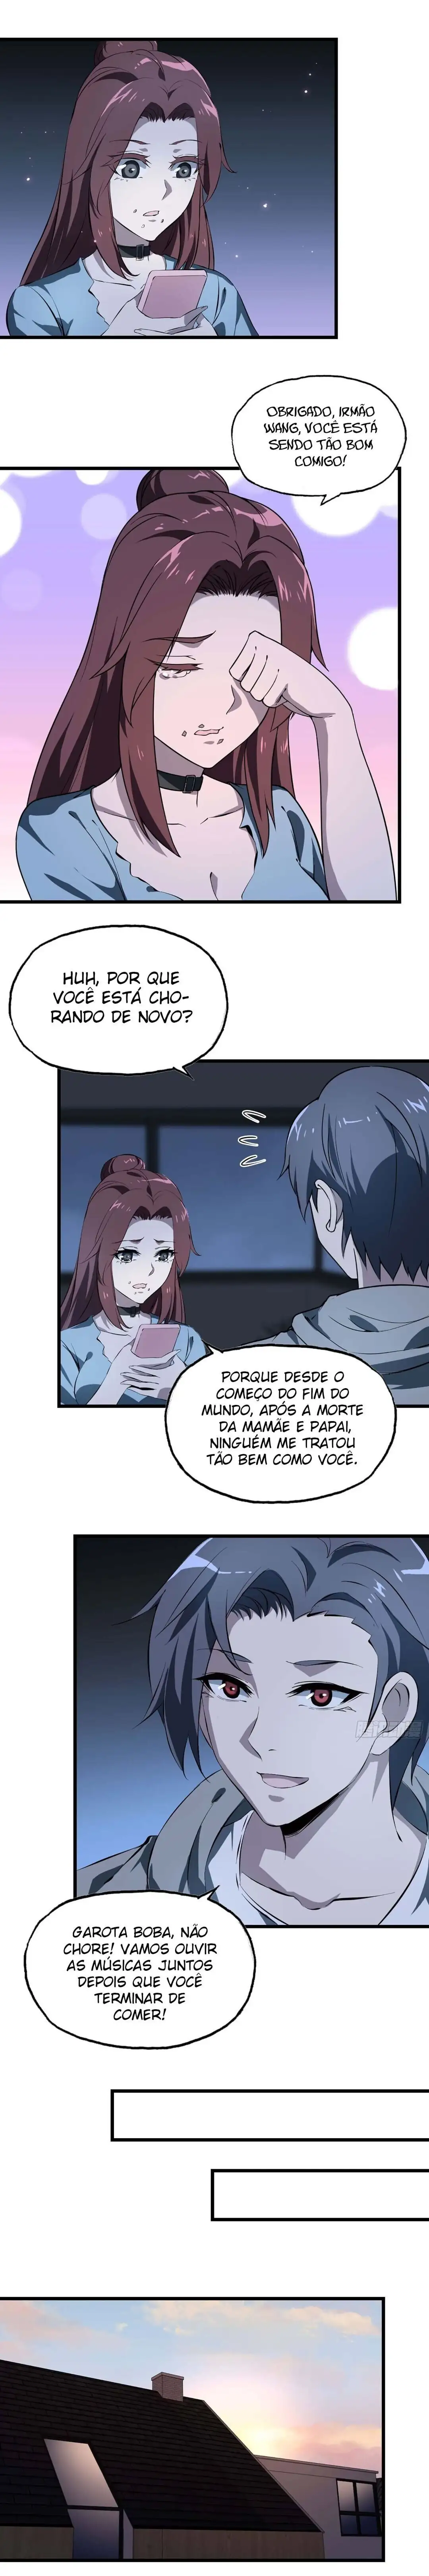 OBRIGADO, IRMÃO
WANG, VOCÊ ESTÁ
SENDO TÃO BOM
COMIGO!
HUH, POR QUE
VOCÊ ESTÁ CHO-
RANDO DE NOVO?
PORQUE DESDE O
COMEÇO DO FIM DO
MUNDO, APÓS A MORTE
DA MAMÃE E PAPAI,
NINGUÉM ME TRATOU
TÃO BEM COMO VOCÊ.
GAROTA BOBA, NÃO
CHORE! VAMOS OUVIR
AS MÚSICAS JUNTOS
DEPOIS QUE VOCÊ
TERMINAR DE
COMER!